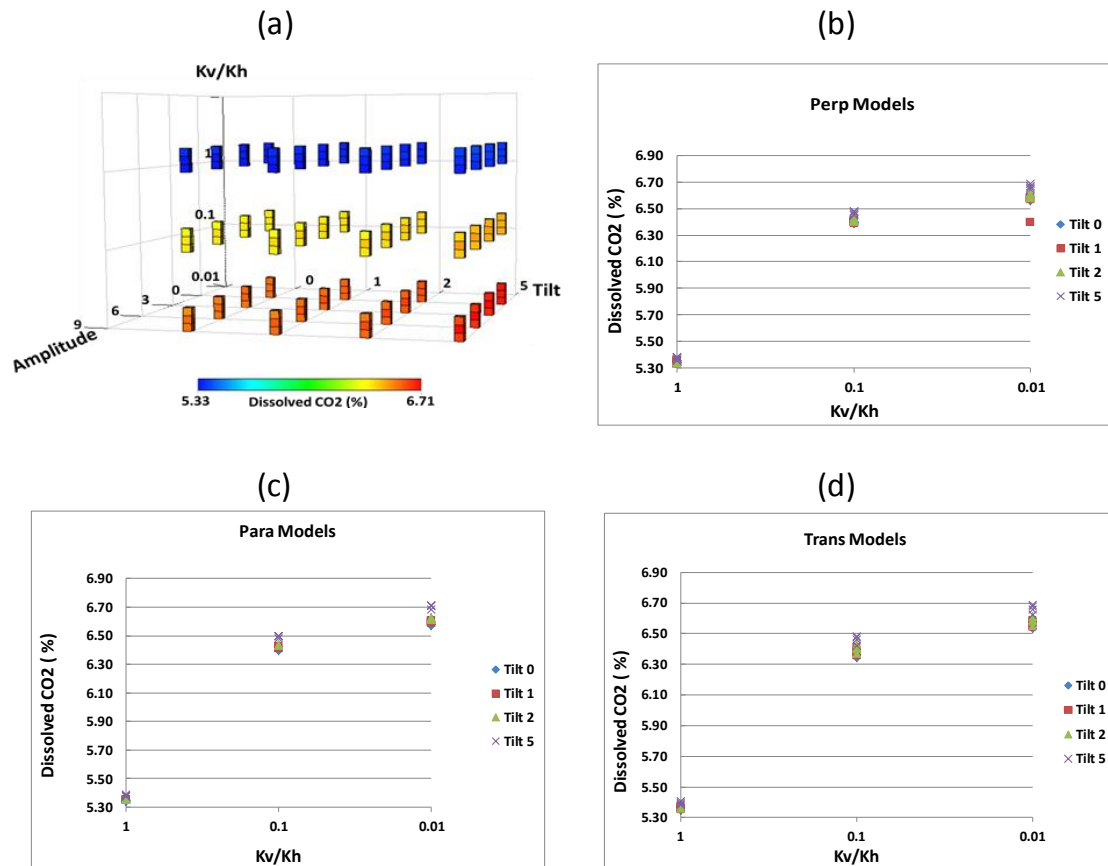 (a)
Kv/Kh
1
0.1
0.01
0
1
2
5
Tilt
0
3
6
9
Amplitude
5.33
Dissolved CO2 (%)
6.71
(b)
Perp Models
6.90
6.70
6.50
6.30
6.10
5.90
5.70
5.50
5.30
Dissolved CO2 ( %)
1
0.1
0.01
Kv/Kh
Tilt 0
Tilt 1
Tilt 2
Tilt 5
(c)
Para Models
6.90
6.70
6.50
6.30
6.10
5.90
5.70
5.50
5.30
Dissolved CO2 ( %)
1
0.1
0.01
Kv/Kh
Tilt 0
Tilt 1
Tilt 2
Tilt 5
(d)
Trans Models
6.90
6.70
6.50
6.30
6.10
5.90
5.70
5.50
5.30
Dissolved CO2 ( %)
1
0.1
0.01
Kv/Kh
Tilt 0
Tilt 1
Tilt 2
Tilt 5